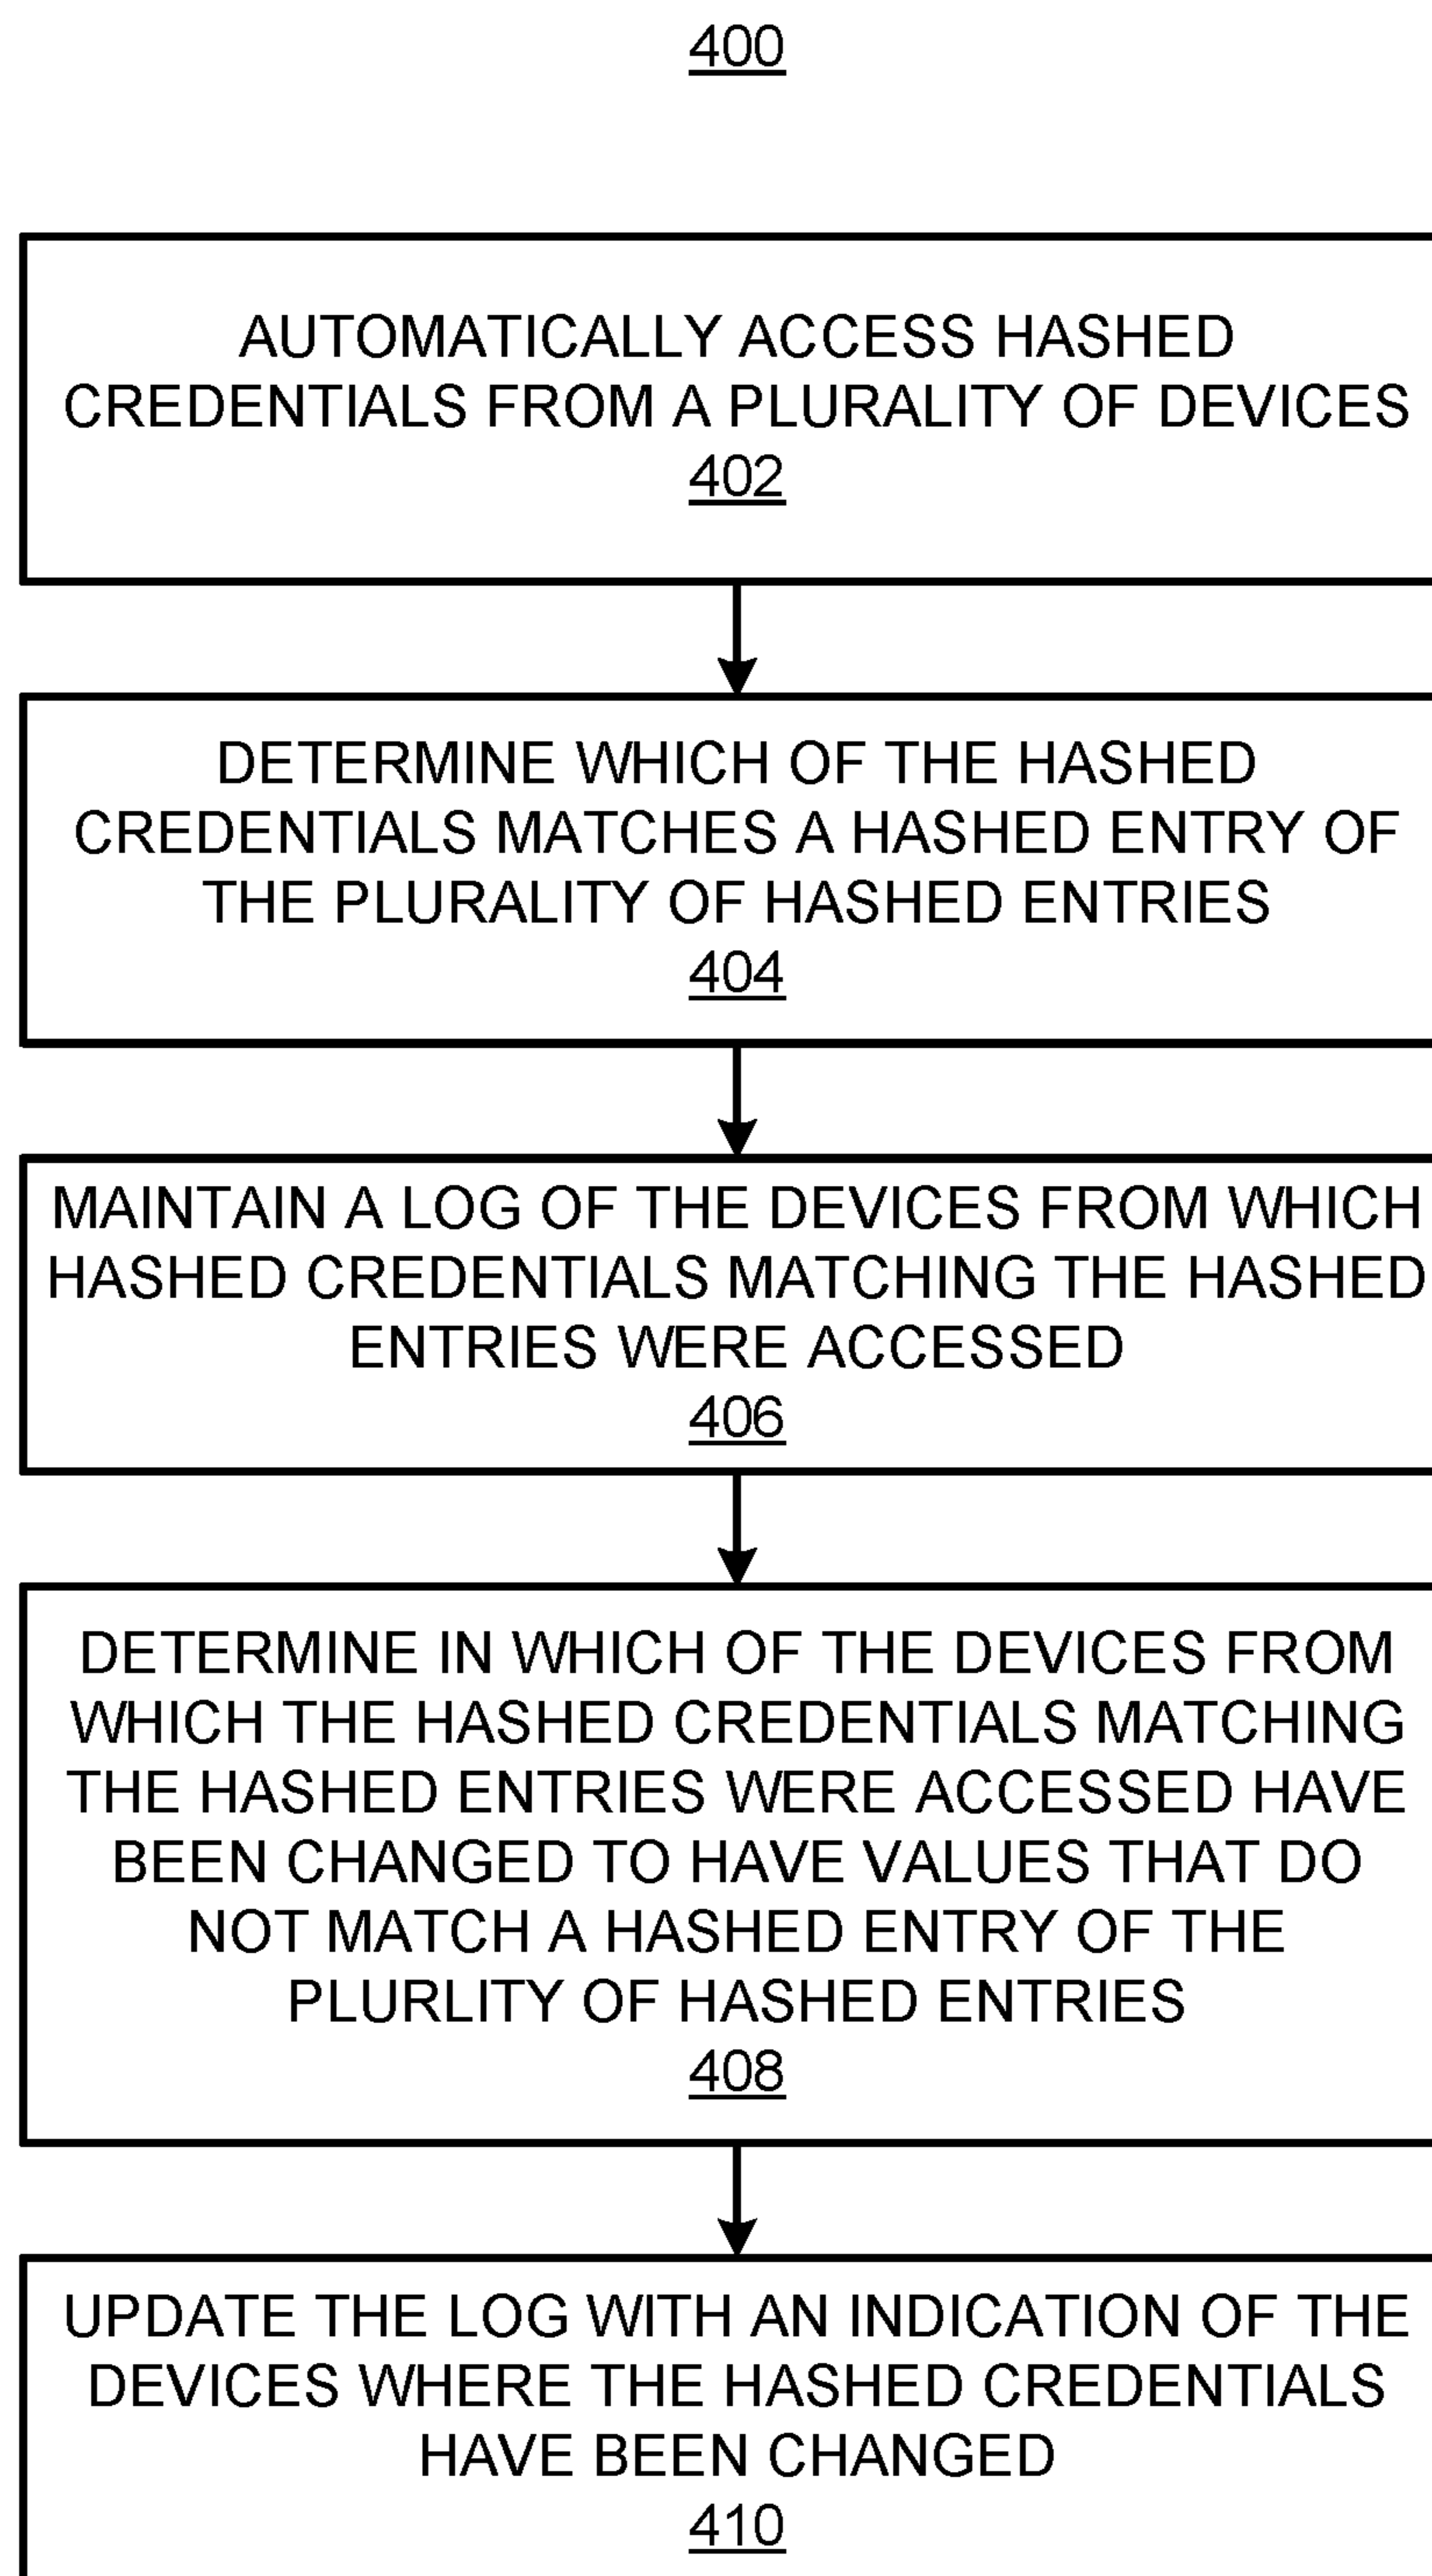 400
AUTOMATICALLY ACCESS HASHED
CREDENTIALS FROM A PLURALITY OF DEVICES
402
DETERMINE WHICH OF THE HASHED
CREDENTIALS MATCHES A HASHED ENTRY OF
THE PLURALITY OF HASHED ENTRIES
404
MAINTAIN A LOG OF THE DEVICES FROM WHICH
HASHED CREDENTIALS MATCHING THE HASHED
ENTRIES WERE ACCESSED
406
DETERMINE IN WHICH OF THE DEVICES FROM
WHICH THE HASHED CREDENTIALS MATCHING
THE HASHED ENTRIES WERE ACCESSED HAVE
BEEN CHANGED TO HAVE VALUES THAT DO
NOT MATCH A HASHED ENTRY OF THE
PLURLITY OF HASHED ENTRIES
408
UPDATE THE LOG WITH AN INDICATION OF THE
DEVICES WHERE THE HASHED CREDENTIALS
HAVE BEEN CHANGED
410